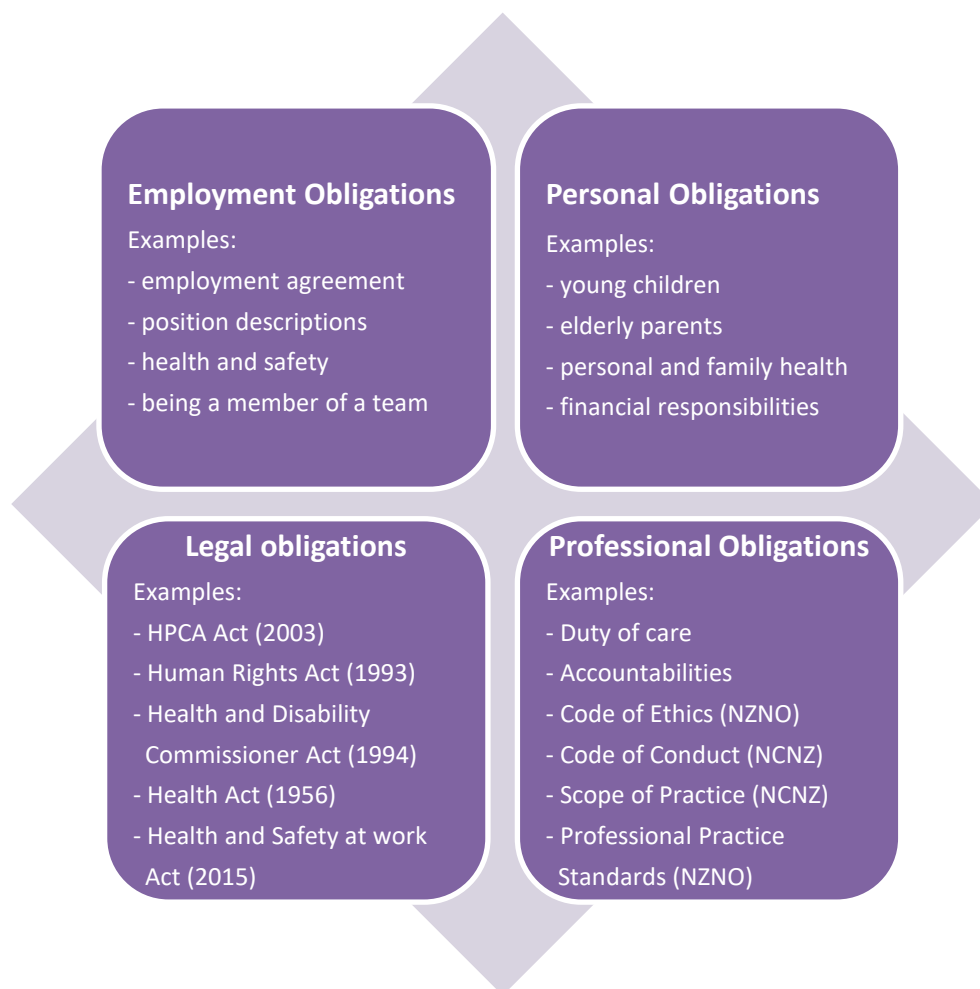 Employment Obligations
Examples:
- employment agreement
- position descriptions
- health and safety
- being a member of a team
Personal Obligations
Examples:
- young children
- elderly parents
- personal and family health
- financial responsibilities
Legal obligations
Examples:
- HPCA Act (2003)
- Human Rights Act (1993)
- Health and Disability
Commissioner Act (1994)
- Health Act (1956)
- Health and Safety at work
Act (2015)
Professional Obligations
Examples:
- Duty of care
- Accountabilities
- Code of Ethics (NZNO)
- Code of Conduct (NCNZ)
- Scope of Practice (NCNZ)
- Professional Practice
Standards (NZNO)